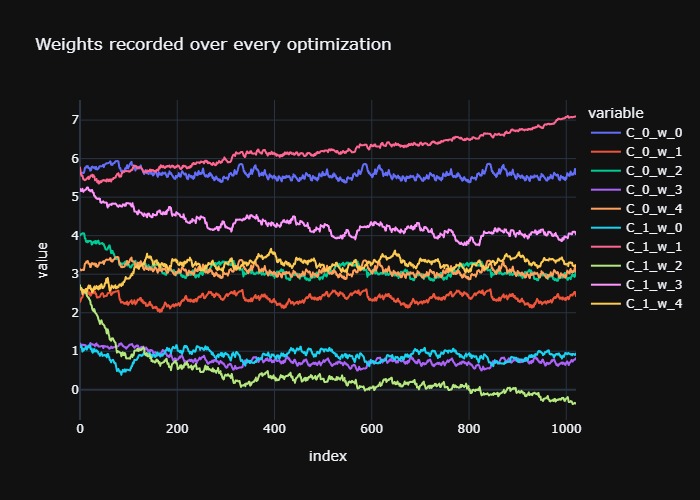 Weights recorded over every optimization
value
7
6
5
4
3
2
1
0
0 200 400 600 800 1000
index
variable
C_0_w_0
C_0_w_1
C_0_w_2
C_0_w_3
C_0_w_4
C_1_w_0
C_1_w_1
C_1_w_2
C_1_w_3
C_1_w_4